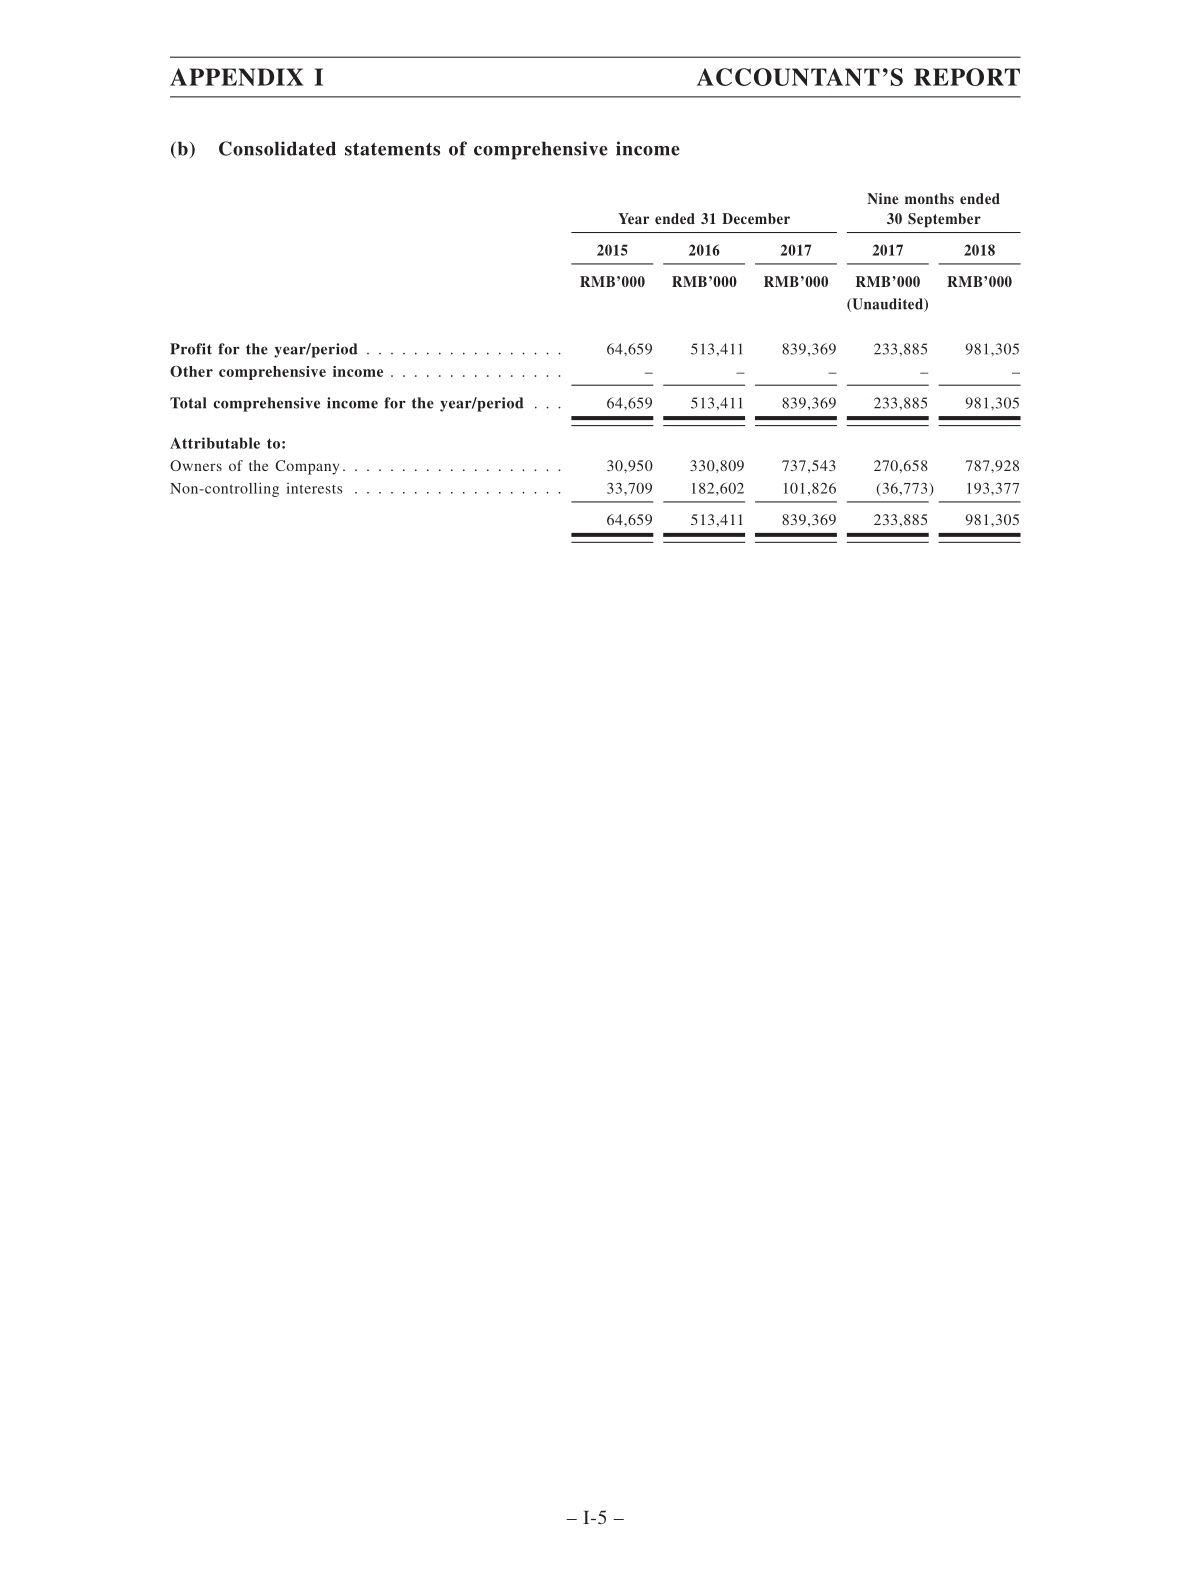 APPENDIX I ACCOUNTANT’S REPORT
(b) Consolidated statements of comprehensive income
Nine months ended
Year ended 31 December 30 September
2015 2016 2017 2017 2018
RMB’000 RMB’000 RMB’000 RMB’000 RMB’000
(Unaudited)
Profit for the year/period . . . . . . . . . . . . . . . . . 64,659 513,411 839,369 233,885 981,305
Other comprehensive income . . . . . . . . . . . . . . . – – – – –
Total comprehensive income for the year/period . . . 64,659 513,411 839,369 233,885 981,305
Attributable to:
Owners of the Company. . . . . . . . . . . . . . . . . . . 30,950 330,809 737,543 270,658 787,928
Non-controlling interests . . . . . . . . . . . . . . . . . . 33,709 182,602 101,826 (36,773) 193,377
64,659 513,411 839,369 233,885 981,305
– I-5 –